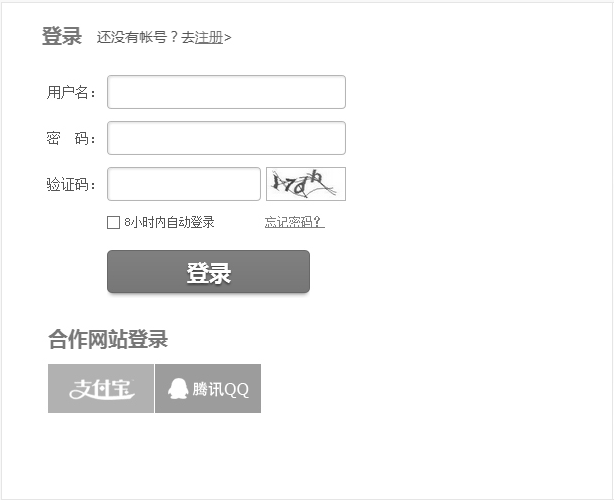 登录 还没有帐号？去注册>
用户名：
密 码：
验证码：
8小时内自动登录 忘记密码？
登录
合作网站登录
支付宝 腾讯QQ